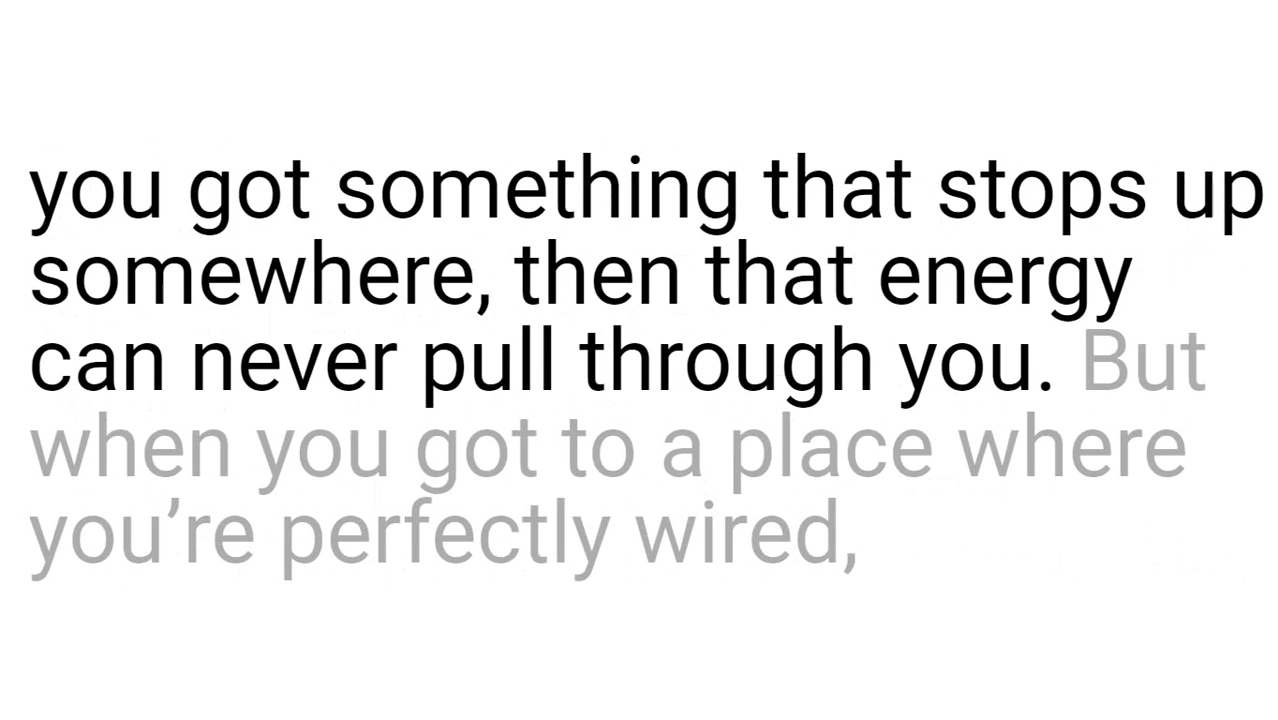 you got something that stops up
somewhere, then that energy
can never pull through you. But
when you got to a place where
you’re perfectly wired,